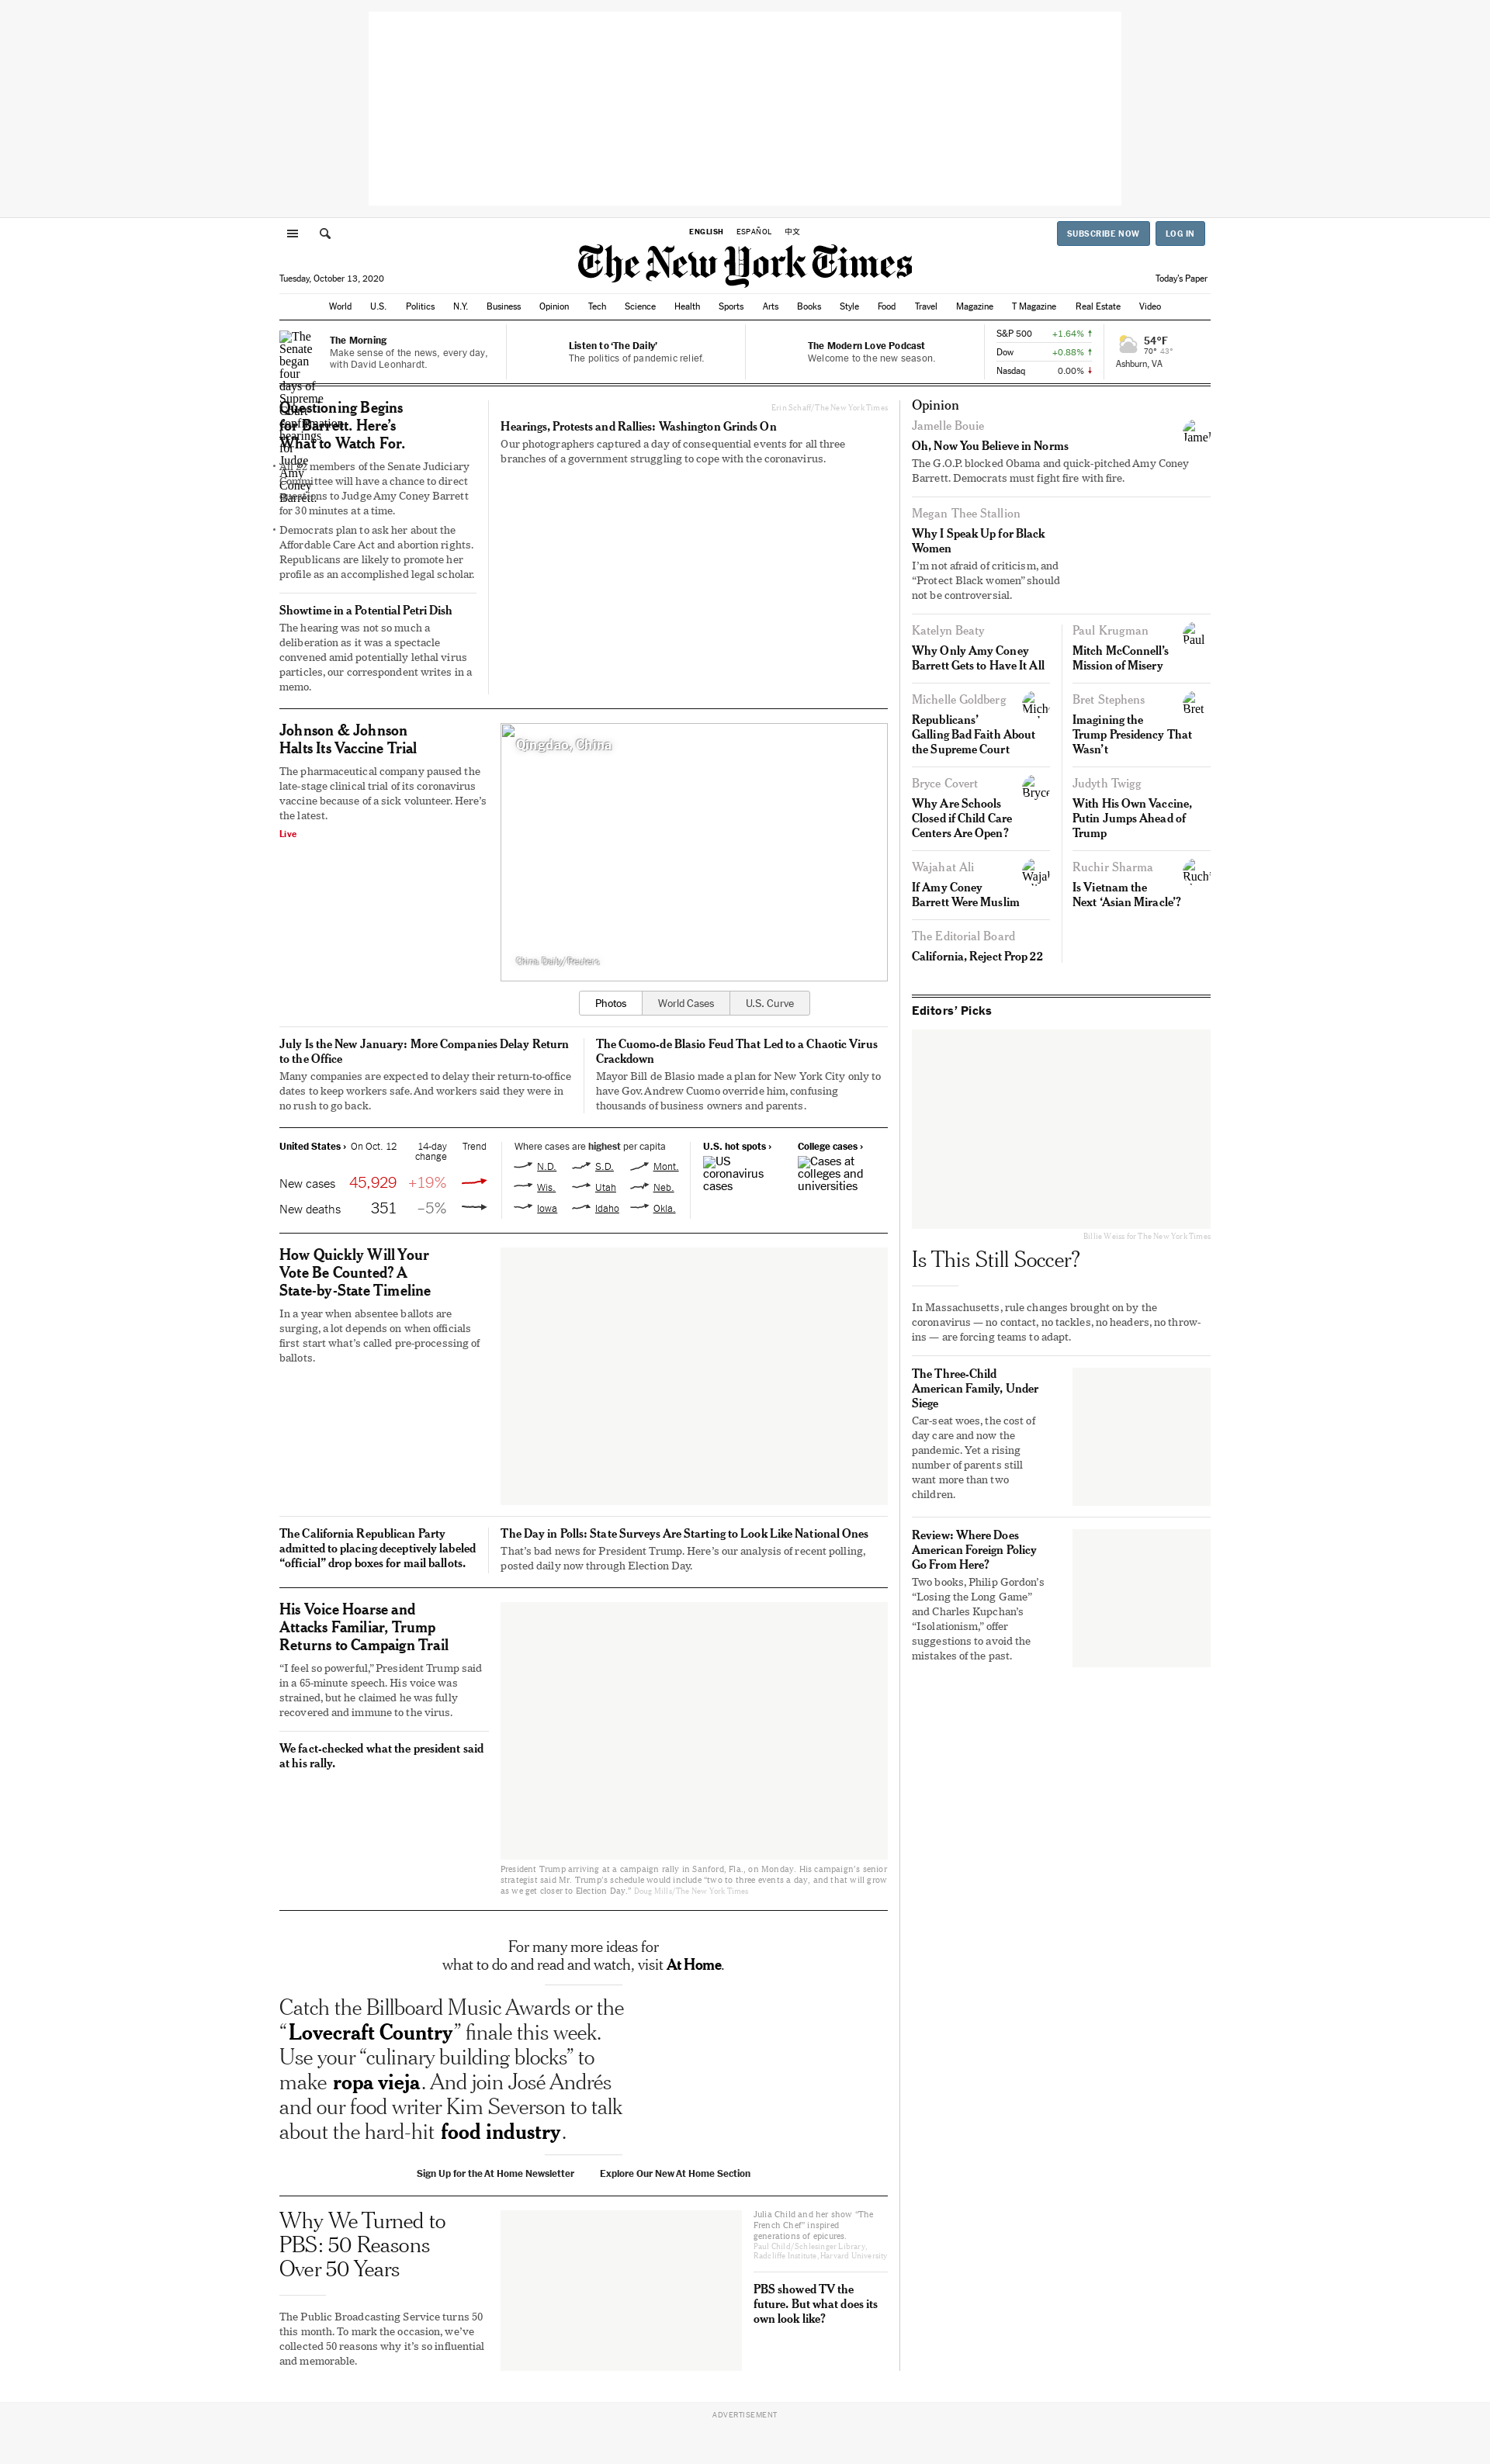 ENGLISH ESPAÑOL 中文
SUBSCRIBE NOW LOG IN
The New York Times
Tuesday, October 13, 2020
Today's Paper
World U.S. Politics N.Y. Business Opinion Tech Science Health Sports Arts Books Style Food Travel Magazine T Magazine Real Estate Video
The Morning
Make sense of the news, every day,
with David Leonhardt.
Listen to ‘The Daily’
The politics of pandemic relief.
The Modern Love Podcast
Welcome to the new season.
S&P 500 +1.64%
Dow +0.88%
Nasdaq 0.00%
54°F
70° 43°
Ashburn, VA
The
Senate
began
four
days of
Supreme
Court
confirmation
hearings
for
Judge
Amy
Coney
Barrett.
Questioning Begins
for Barrett. Here’s
What to Watch For.
• All 22 members of the Senate Judiciary
Committee will have a chance to direct
questions to Judge Amy Coney Barrett
for 30 minutes at a time.
• Democrats plan to ask her about the
Affordable Care Act and abortion rights.
Republicans are likely to promote her
profile as an accomplished legal scholar.
Showtime in a Potential Petri Dish
The hearing was not so much a
deliberation as it was a spectacle
convened amid potentially lethal virus
particles, our correspondent writes in a
memo.
Erin Schaff/The New York Times
Hearings, Protests and Rallies: Washington Grinds On
Our photographers captured a day of consequential events for all three
branches of a government struggling to cope with the coronavirus.
Johnson & Johnson
Halts Its Vaccine Trial
The pharmaceutical company paused the
late-stage clinical trial of its coronavirus
vaccine because of a sick volunteer. Here’s
the latest.
Live
Qingdao, China
China Daily/Reuters
Photos World Cases U.S. Curve
July Is the New January: More Companies Delay Return
to the Office
Many companies are expected to delay their return-to-office
dates to keep workers safe. And workers said they were in
no rush to go back.
The Cuomo-de Blasio Feud That Led to a Chaotic Virus
Crackdown
Mayor Bill de Blasio made a plan for New York City only to
have Gov. Andrew Cuomo override him, confusing
thousands of business owners and parents.
United States › On Oct. 12 14-day
change Trend
New cases 45,929 +19%
New deaths 351 –5%
Where cases are highest per capita
N.D. S.D. Mont.
Wis. Utah Neb.
Iowa Idaho Okla.
U.S. hot spots ›
US
coronavirus
cases
College cases ›
Cases at
colleges and
universities
How Quickly Will Your
Vote Be Counted? A
State-by-State Timeline
In a year when absentee ballots are
surging, a lot depends on when officials
first start what’s called pre-processing of
ballots.
The California Republican Party
admitted to placing deceptively labeled
“official” drop boxes for mail ballots.
The Day in Polls: State Surveys Are Starting to Look Like National Ones
That’s bad news for President Trump. Here’s our analysis of recent polling,
posted daily now through Election Day.
His Voice Hoarse and
Attacks Familiar, Trump
Returns to Campaign Trail
“I feel so powerful,” President Trump said
in a 65-minute speech. His voice was
strained, but he claimed he was fully
recovered and immune to the virus.
We fact-checked what the president said
at his rally.
President Trump arriving at a campaign rally in Sanford, Fla., on Monday. His campaign’s senior
strategist said Mr. Trump’s schedule would include “two to three events a day, and that will grow
as we get closer to Election Day.” Doug Mills/The New York Times
For many more ideas for
what to do and read and watch, visit At Home.
Catch the Billboard Music Awards or the
“Lovecraft Country” finale this week.
Use your “culinary building blocks” to
make ropa vieja. And join José Andrés
and our food writer Kim Severson to talk
about the hard-hit food industry.
Sign Up for the At Home Newsletter Explore Our New At Home Section
Why We Turned to
PBS: 50 Reasons
Over 50 Years
The Public Broadcasting Service turns 50
this month. To mark the occasion, we’ve
collected 50 reasons why it’s so influential
and memorable.
Julia Child and her show “The
French Chef” inspired
generations of epicures.
Paul Child/Schlesinger Library,
Radcliffe Institute, Harvard University
PBS showed TV the
future. But what does its
own look like?
Opinion
Jamelle Bouie
Jamel
Oh, Now You Believe in Norms
The G.O.P. blocked Obama and quick-pitched Amy Coney
Barrett. Democrats must fight fire with fire.
Megan Thee Stallion
Why I Speak Up for Black
Women
I’m not afraid of criticism, and
“Protect Black women” should
not be controversial.
Katelyn Beaty
Why Only Amy Coney
Barrett Gets to Have It All
Paul Krugman
Paul
Mitch McConnell’s
Mission of Misery
Michelle Goldberg
Mich
Republicans’
Galling Bad Faith About
the Supreme Court
Bret Stephens
Bret
Imagining the
Trump Presidency That
Wasn’t
Bryce Covert
Bryce
Why Are Schools
Closed if Child Care
Centers Are Open?
Judyth Twigg
With His Own Vaccine,
Putin Jumps Ahead of
Trump
Wajahat Ali
Wajah
If Amy Coney
Barrett Were Muslim
Ruchir Sharma
Ruchi
Is Vietnam the
Next ‘Asian Miracle’?
The Editorial Board
California, Reject Prop 22
Editors’ Picks
Billie Weiss for The New York Times
Is This Still Soccer?
In Massachusetts, rule changes brought on by the
coronavirus — no contact, no tackles, no headers, no throw-
ins — are forcing teams to adapt.
The Three-Child
American Family, Under
Siege
Car-seat woes, the cost of
day care and now the
pandemic. Yet a rising
number of parents still
want more than two
children.
Review: Where Does
American Foreign Policy
Go From Here?
Two books, Philip Gordon’s
“Losing the Long Game”
and Charles Kupchan’s
“Isolationism,” offer
suggestions to avoid the
mistakes of the past.
ADVERTISEMENT